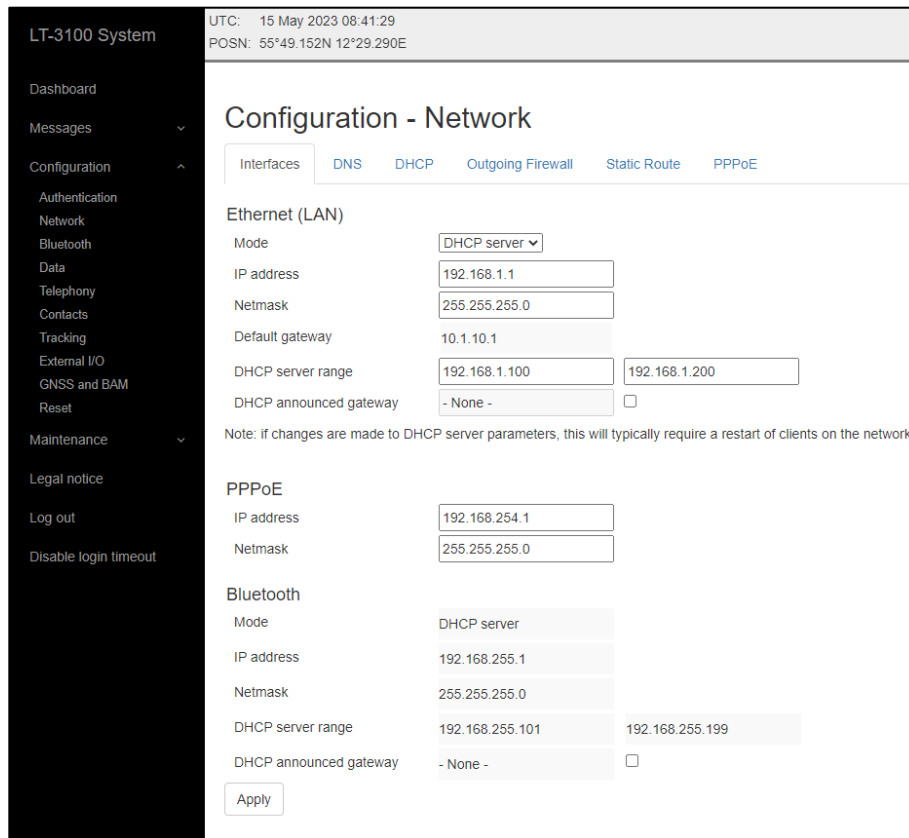 LT-3100 System
UTC: 15 May 2023 08:41:29
POSN: 55°49.152N 12°29.290E
Dashboard
Messages
Configuration
Authentication
Network
Bluetooth
Data
Telephony
Contacts
Tracking
External I/O
GNSS and BAM
Reset
Maintenance
Legal notice
Log out
Disable login timeout
Configuration - Network
Interfaces DNS DHCP Outgoing Firewall Static Route PPPoE
Ethernet (LAN)
Mode DHCP server
IP address 192.168.1.1
Netmask 255.255.255.0
Default gateway 10.1.10.1
DHCP server range 192.168.1.100 192.168.1.200
DHCP announced gateway - None -
Note: if changes are made to DHCP server parameters, this will typically require a restart of clients on the network
PPPoE
IP address 192.168.254.1
Netmask 255.255.255.0
Bluetooth
Mode DHCP server
IP address 192.168.255.1
Netmask 255.255.255.0
DHCP server range 192.168.255.101 192.168.255.199
DHCP announced gateway - None -
Apply